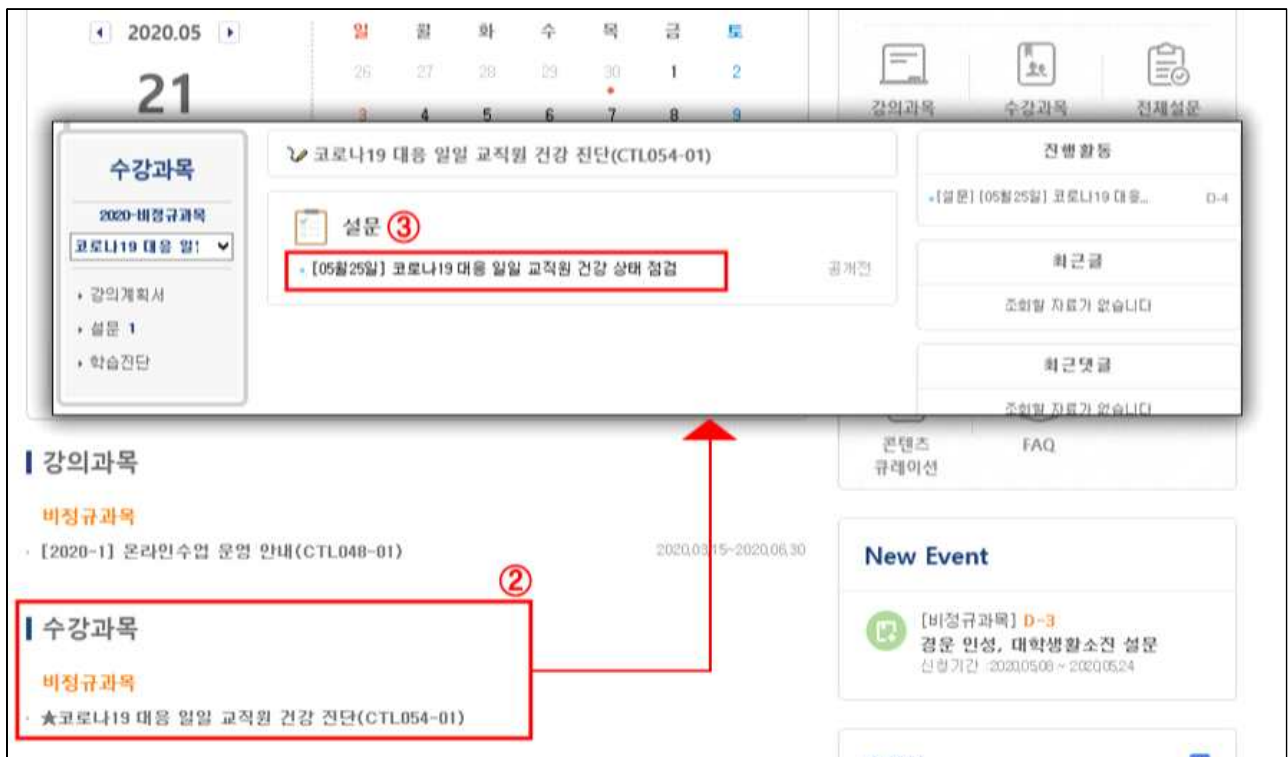 2020.05
21
일 월 화 수 목 금 토
26 27 28 29 30 1 2
3 4 5 6 7 8 9
강의과목 수강과목 전체설문
수강과목
2020-비정규과목
코로나19 대응 일
강의계획서
설문 1
학습진단
코로나19 대응 일일 교직원 건강 진단(CTL054-01)
설문 ③
[05월25일] 코로나19 대응 일일 교직원 건강 상태 점검 공개전
진행활동
[설문] [05월25일] 코로나19 대응... D-4
최근글
조회할 자료가 없습니다
최근댓글
조회할 자료가 없습니다
콘텐츠
큐레이션
FAQ
강의과목
비정규과목
[2020-1] 온라인수업 운영 안내(CTL048-01) 2020.03.15~2020.06.30
②
수강과목
비정규과목
★코로나19 대응 일일 교직원 건강 진단(CTL054-01)
New Event
[비정규과목] D-3
경운 인성, 대학생활소진 설문
신청기간 :2020.05.08 ~ 2020.05.24